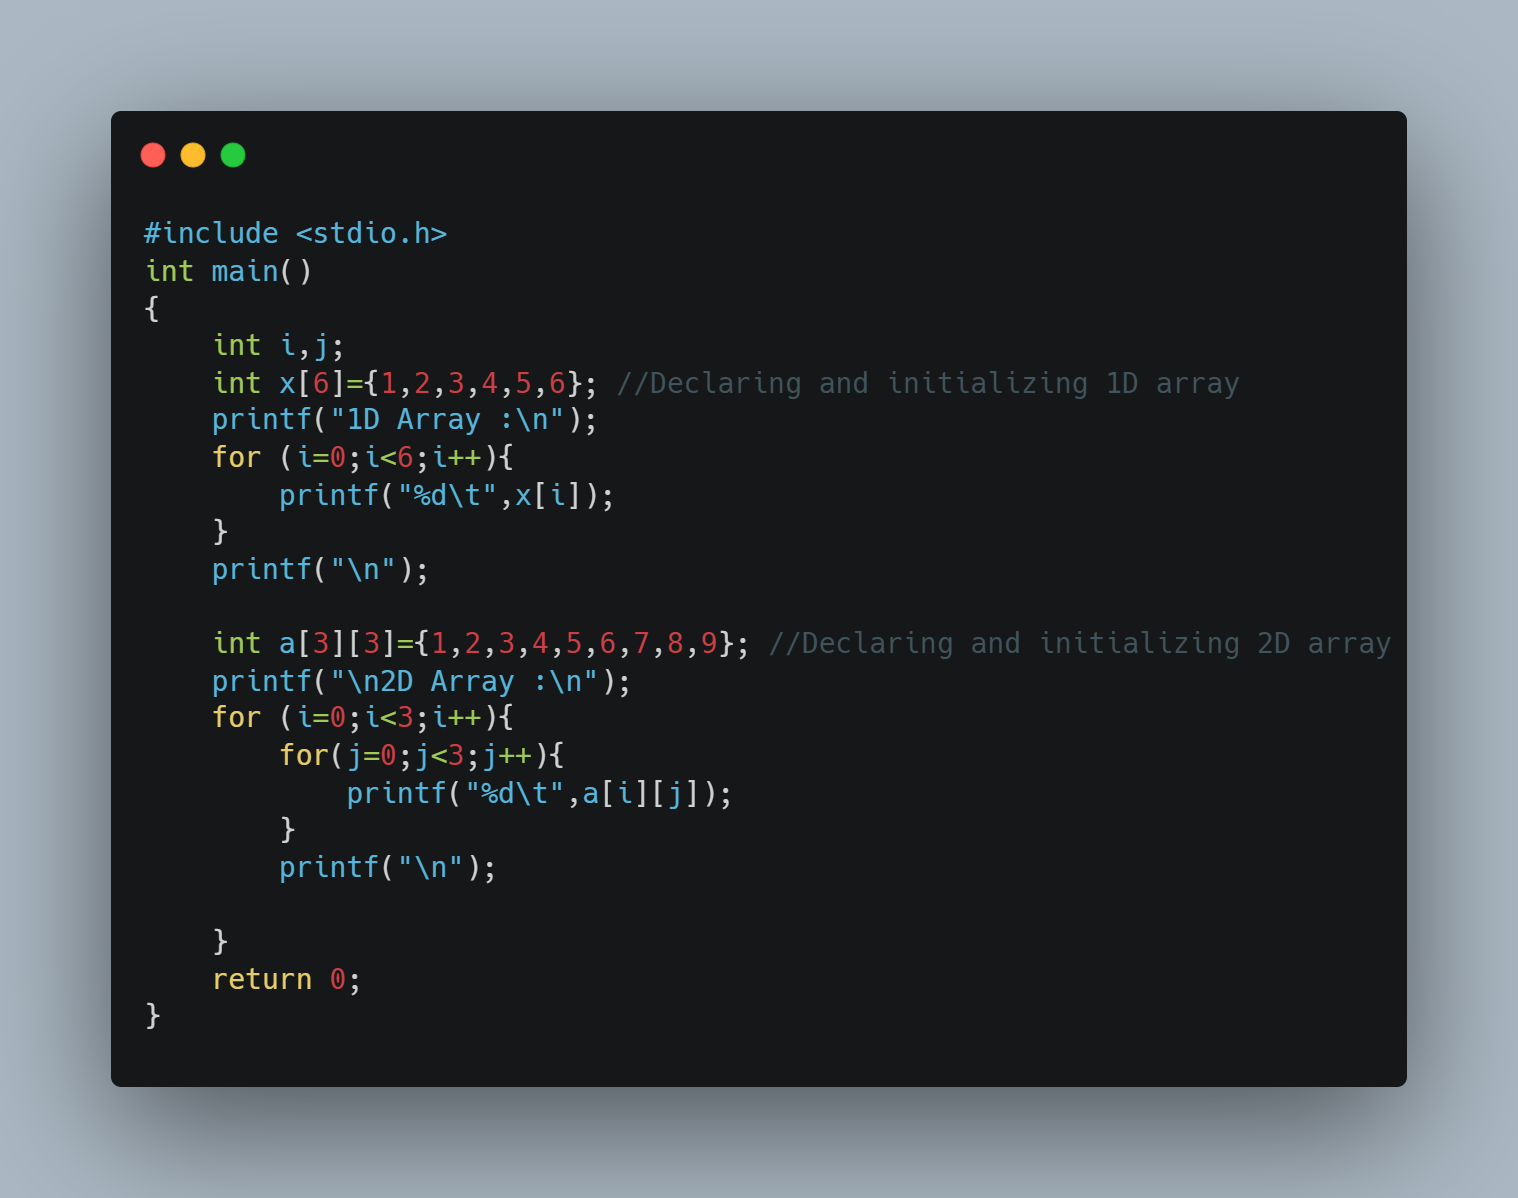 #include <stdio.h>
int main()
{
    int i,j;
    int x[6]={1,2,3,4,5,6}; //Declaring and initializing 1D array
    printf("1D Array :\n");
    for (i=0;i<6;i++){
        printf("%d\t",x[i]);
    }
    printf("\n");

    int a[3][3]={1,2,3,4,5,6,7,8,9}; //Declaring and initializing 2D array
    printf("\n2D Array :\n");
    for (i=0;i<3;i++){
        for(j=0;j<3;j++){
            printf("%d\t",a[i][j]);
        }
        printf("\n");

    }
    return 0;
}